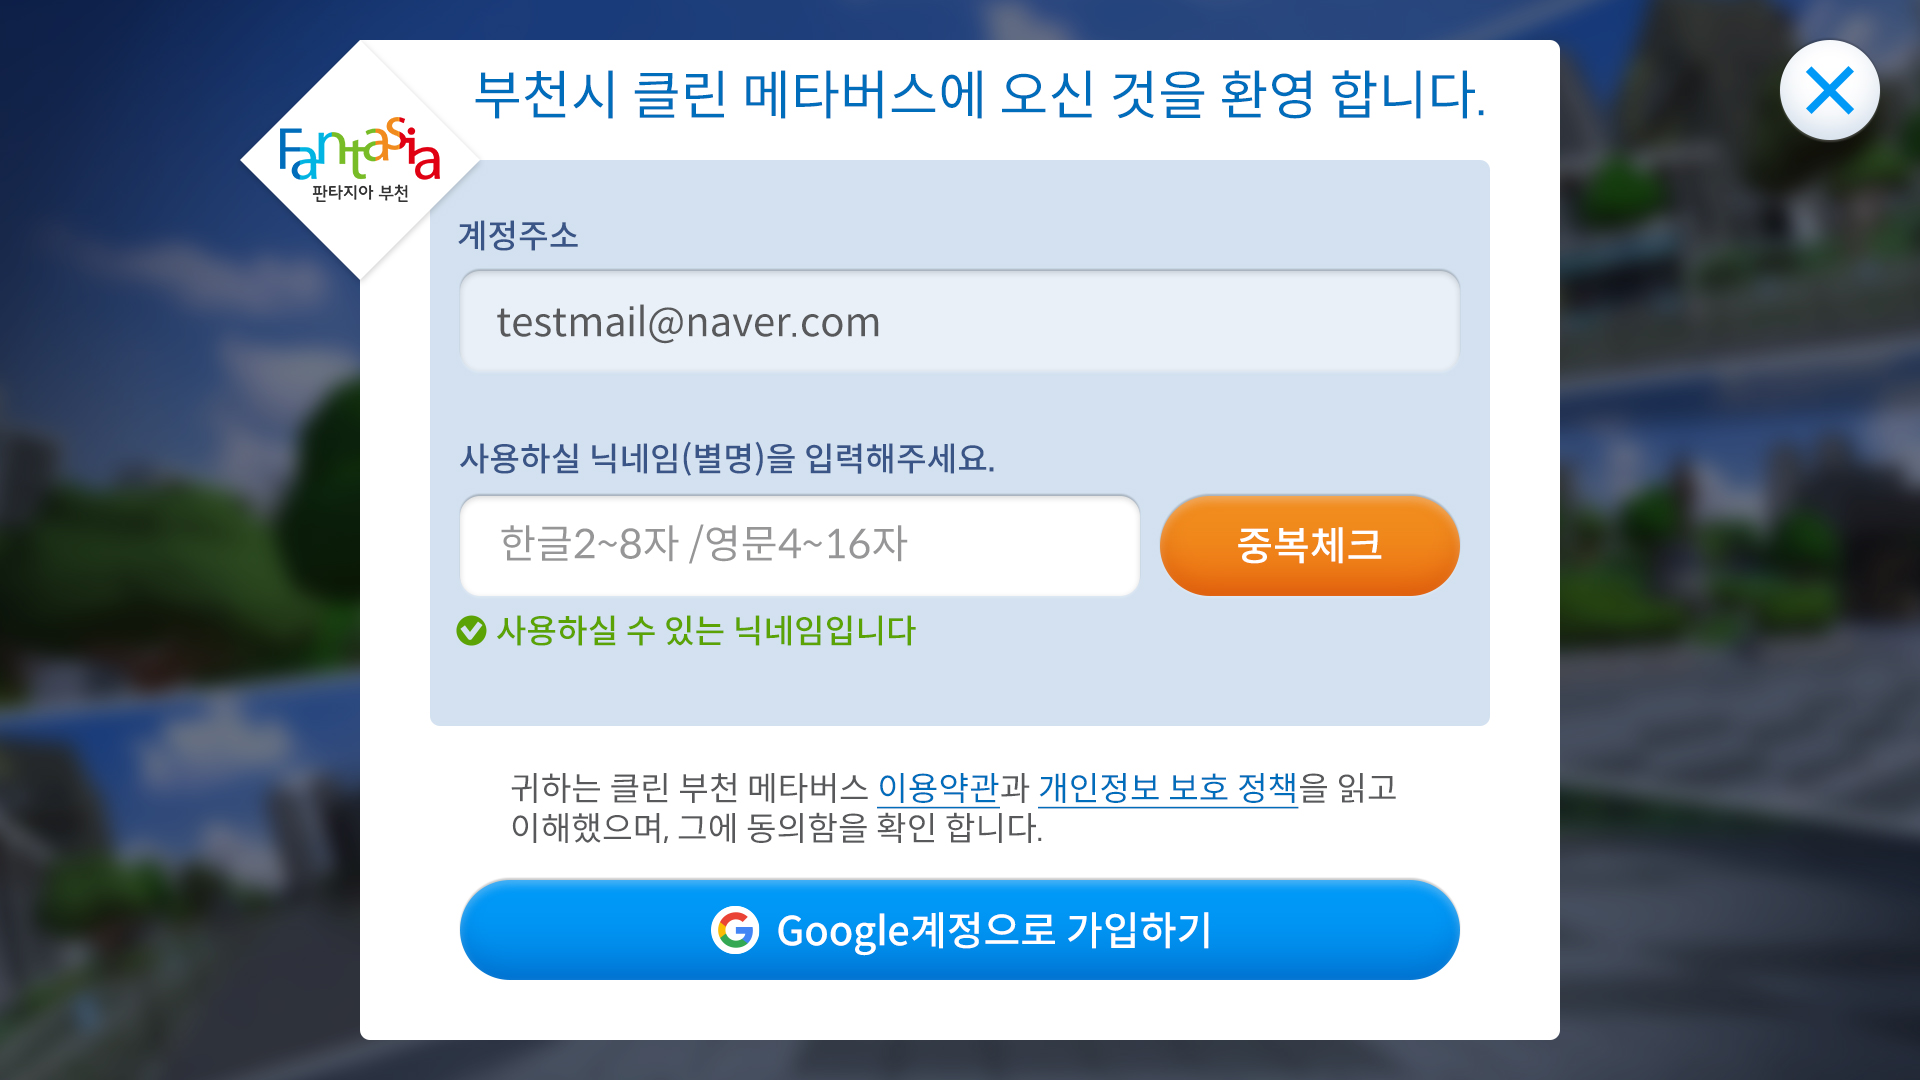 부천시 클린 메타버스에 오신 것을 환영 합니다.
Fantasia
판타지아 부천
계정주소
testmail@naver.com
사용하실 닉네임(별명)을 입력해주세요.
한글2~8자 /영문4~16자
중복체크
사용하실 수 있는 닉네임입니다
귀하는 클린 부천 메타버스 이용약관과 개인정보 보호 정책을 읽고
이해했으며, 그에 동의함을 확인 합니다.
Google계정으로 가입하기